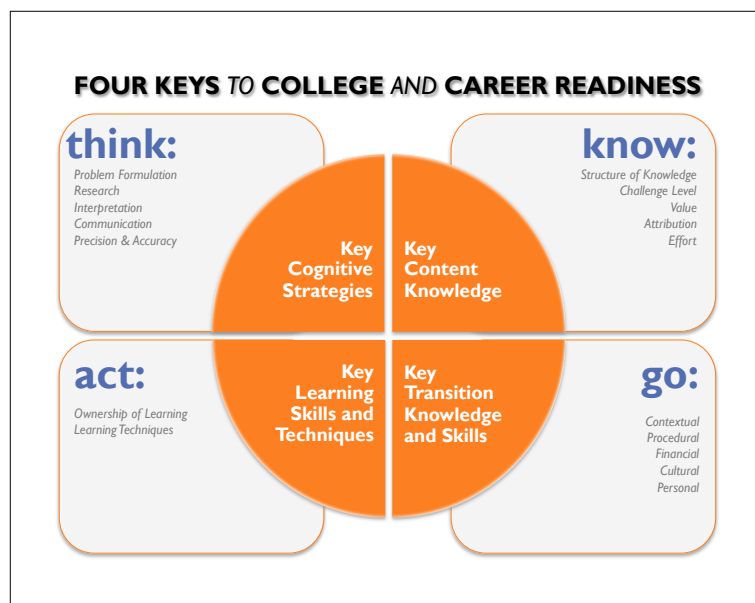 FOUR KEYS TO COLLEGE AND CAREER READINESS
think:
Problem Formulation
Research
Interpretation
Communication
Precision & Accuracy
Key
Cognitive
Strategies
know:
Structure of Knowledge
Challenge Level
Value
Attribution
Effort
Key
Content
Knowledge
act:
Ownership of Learning
Learning Techniques
Key
Learning
Skills and
Techniques
go:
Contextual
Procedural
Financial
Cultural
Personal
Key
Transition
Knowledge
and Skills